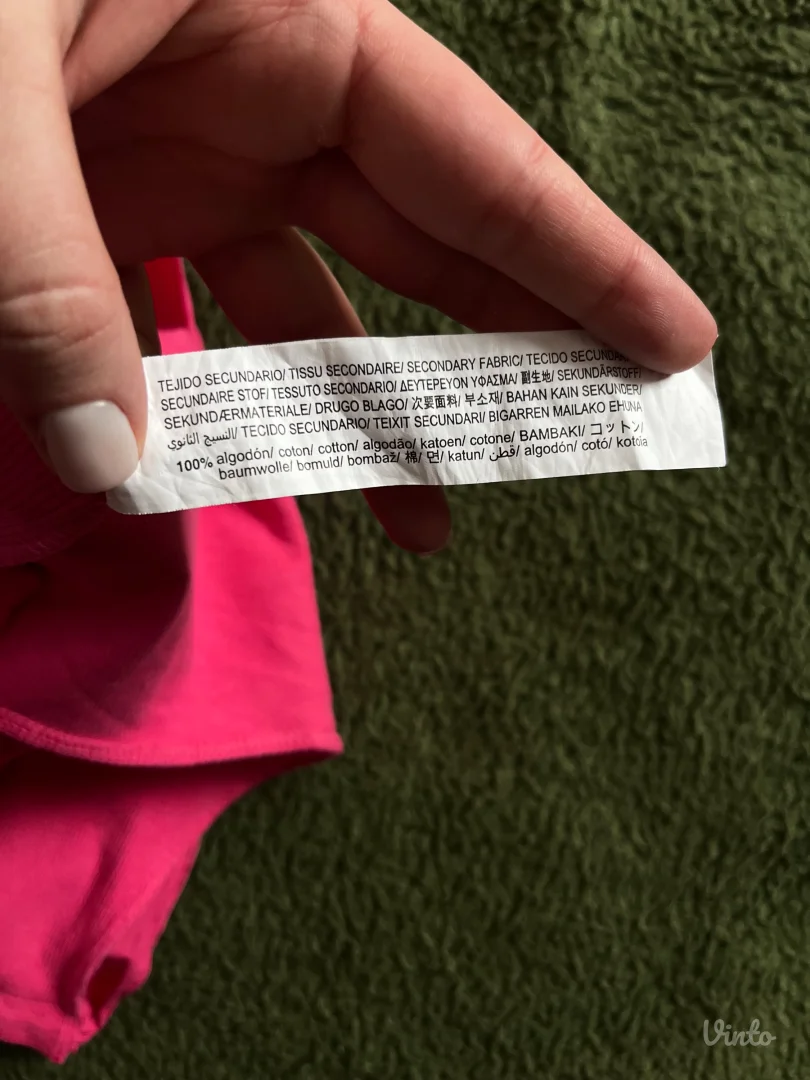 TEJIDO SECUNDARIO/ TISSU SECONDAIRE/ SECONDARY FABRIC/ TECIDO
SECUNDAIRE STOF/ TESSUTO SECONDARIO/ ΔΕΥΤΕΡΕΥΟΝ ΥΦΑΣΜΑ/ 副生地/ SEKUNDÄRSTOFF/
SEKUNDÆRMATERIALE/ DRUGO BLAGO/ 次要面料/ 부소재/ BAHAN KAIN SEKUNDER/
النسيج الثانوي/ TECIDO SECUNDARIO/ TEIXIT SECUNDARI/ BIGARREN MAILAKO EHUNA
100% algodón/ coton/ cotton/ algodão/ katoen/ cotone/ BAMBAKI/ コットン/
baumwolle/ bomuld/ bombaž/ 棉/ 면/ katun/ قطن/ algodón/ cotó/ kotoia
Vinto